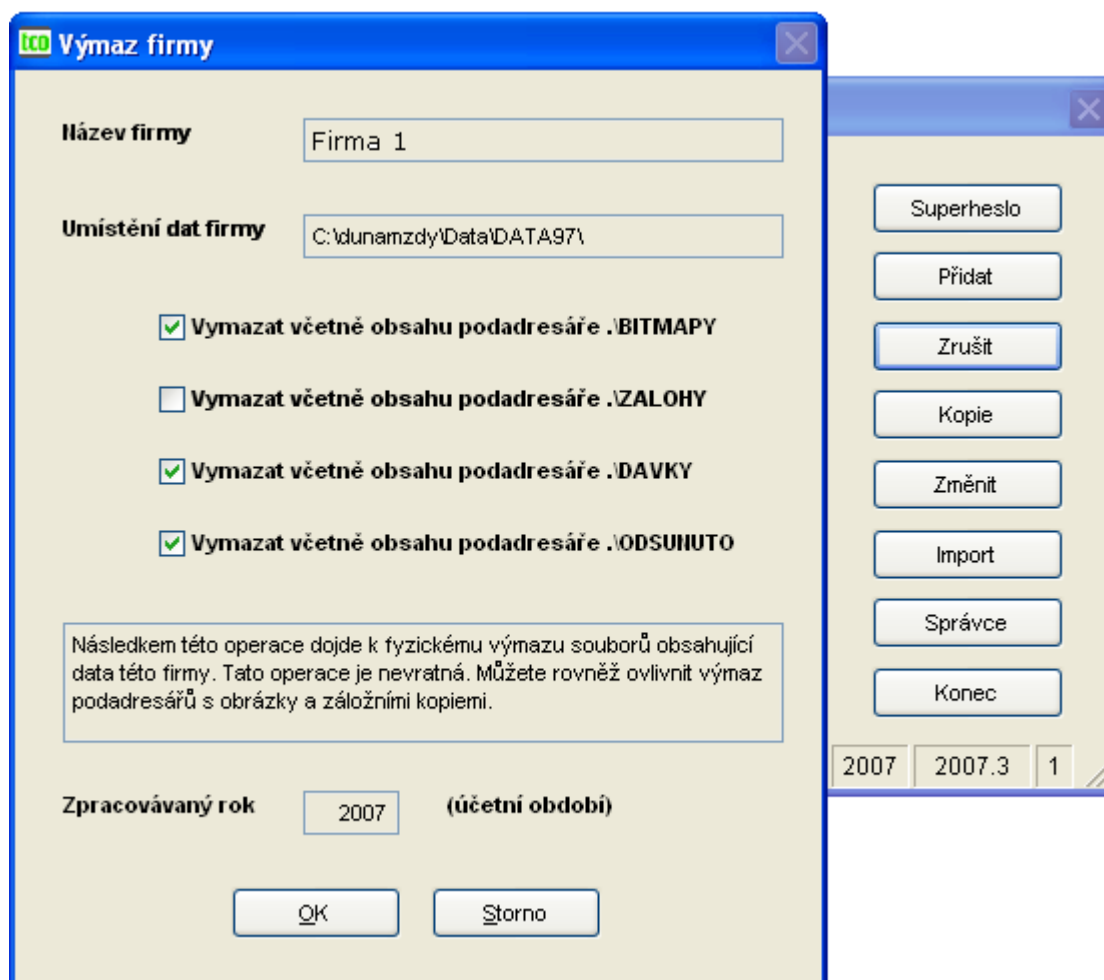 tco Výmaz firmy
Název firmy
Firma 1
Umístění dat firmy
C:\dunamzdy\Data\DATA97\
Vymazat včetně obsahu podadresáře .\BITMAPY
Vymazat včetně obsahu podadresáře .\ZALOHY
Vymazat včetně obsahu podadresáře .\DAVKY
Vymazat včetně obsahu podadresáře .\ODSUNUTO
Následkem této operace dojde k fyzickému výmazu souborů obsahující
data této firmy. Tato operace je nevratná. Můžete rovněž ovlivnit výmaz
podadresářů s obrázky a záložními kopiemi.
Zpracovávaný rok
2007
(účetní období)
OK
Storno
Superheslo
Přidat
Zrušit
Kopie
Změnit
Import
Správce
Konec
2007
2007.3
1